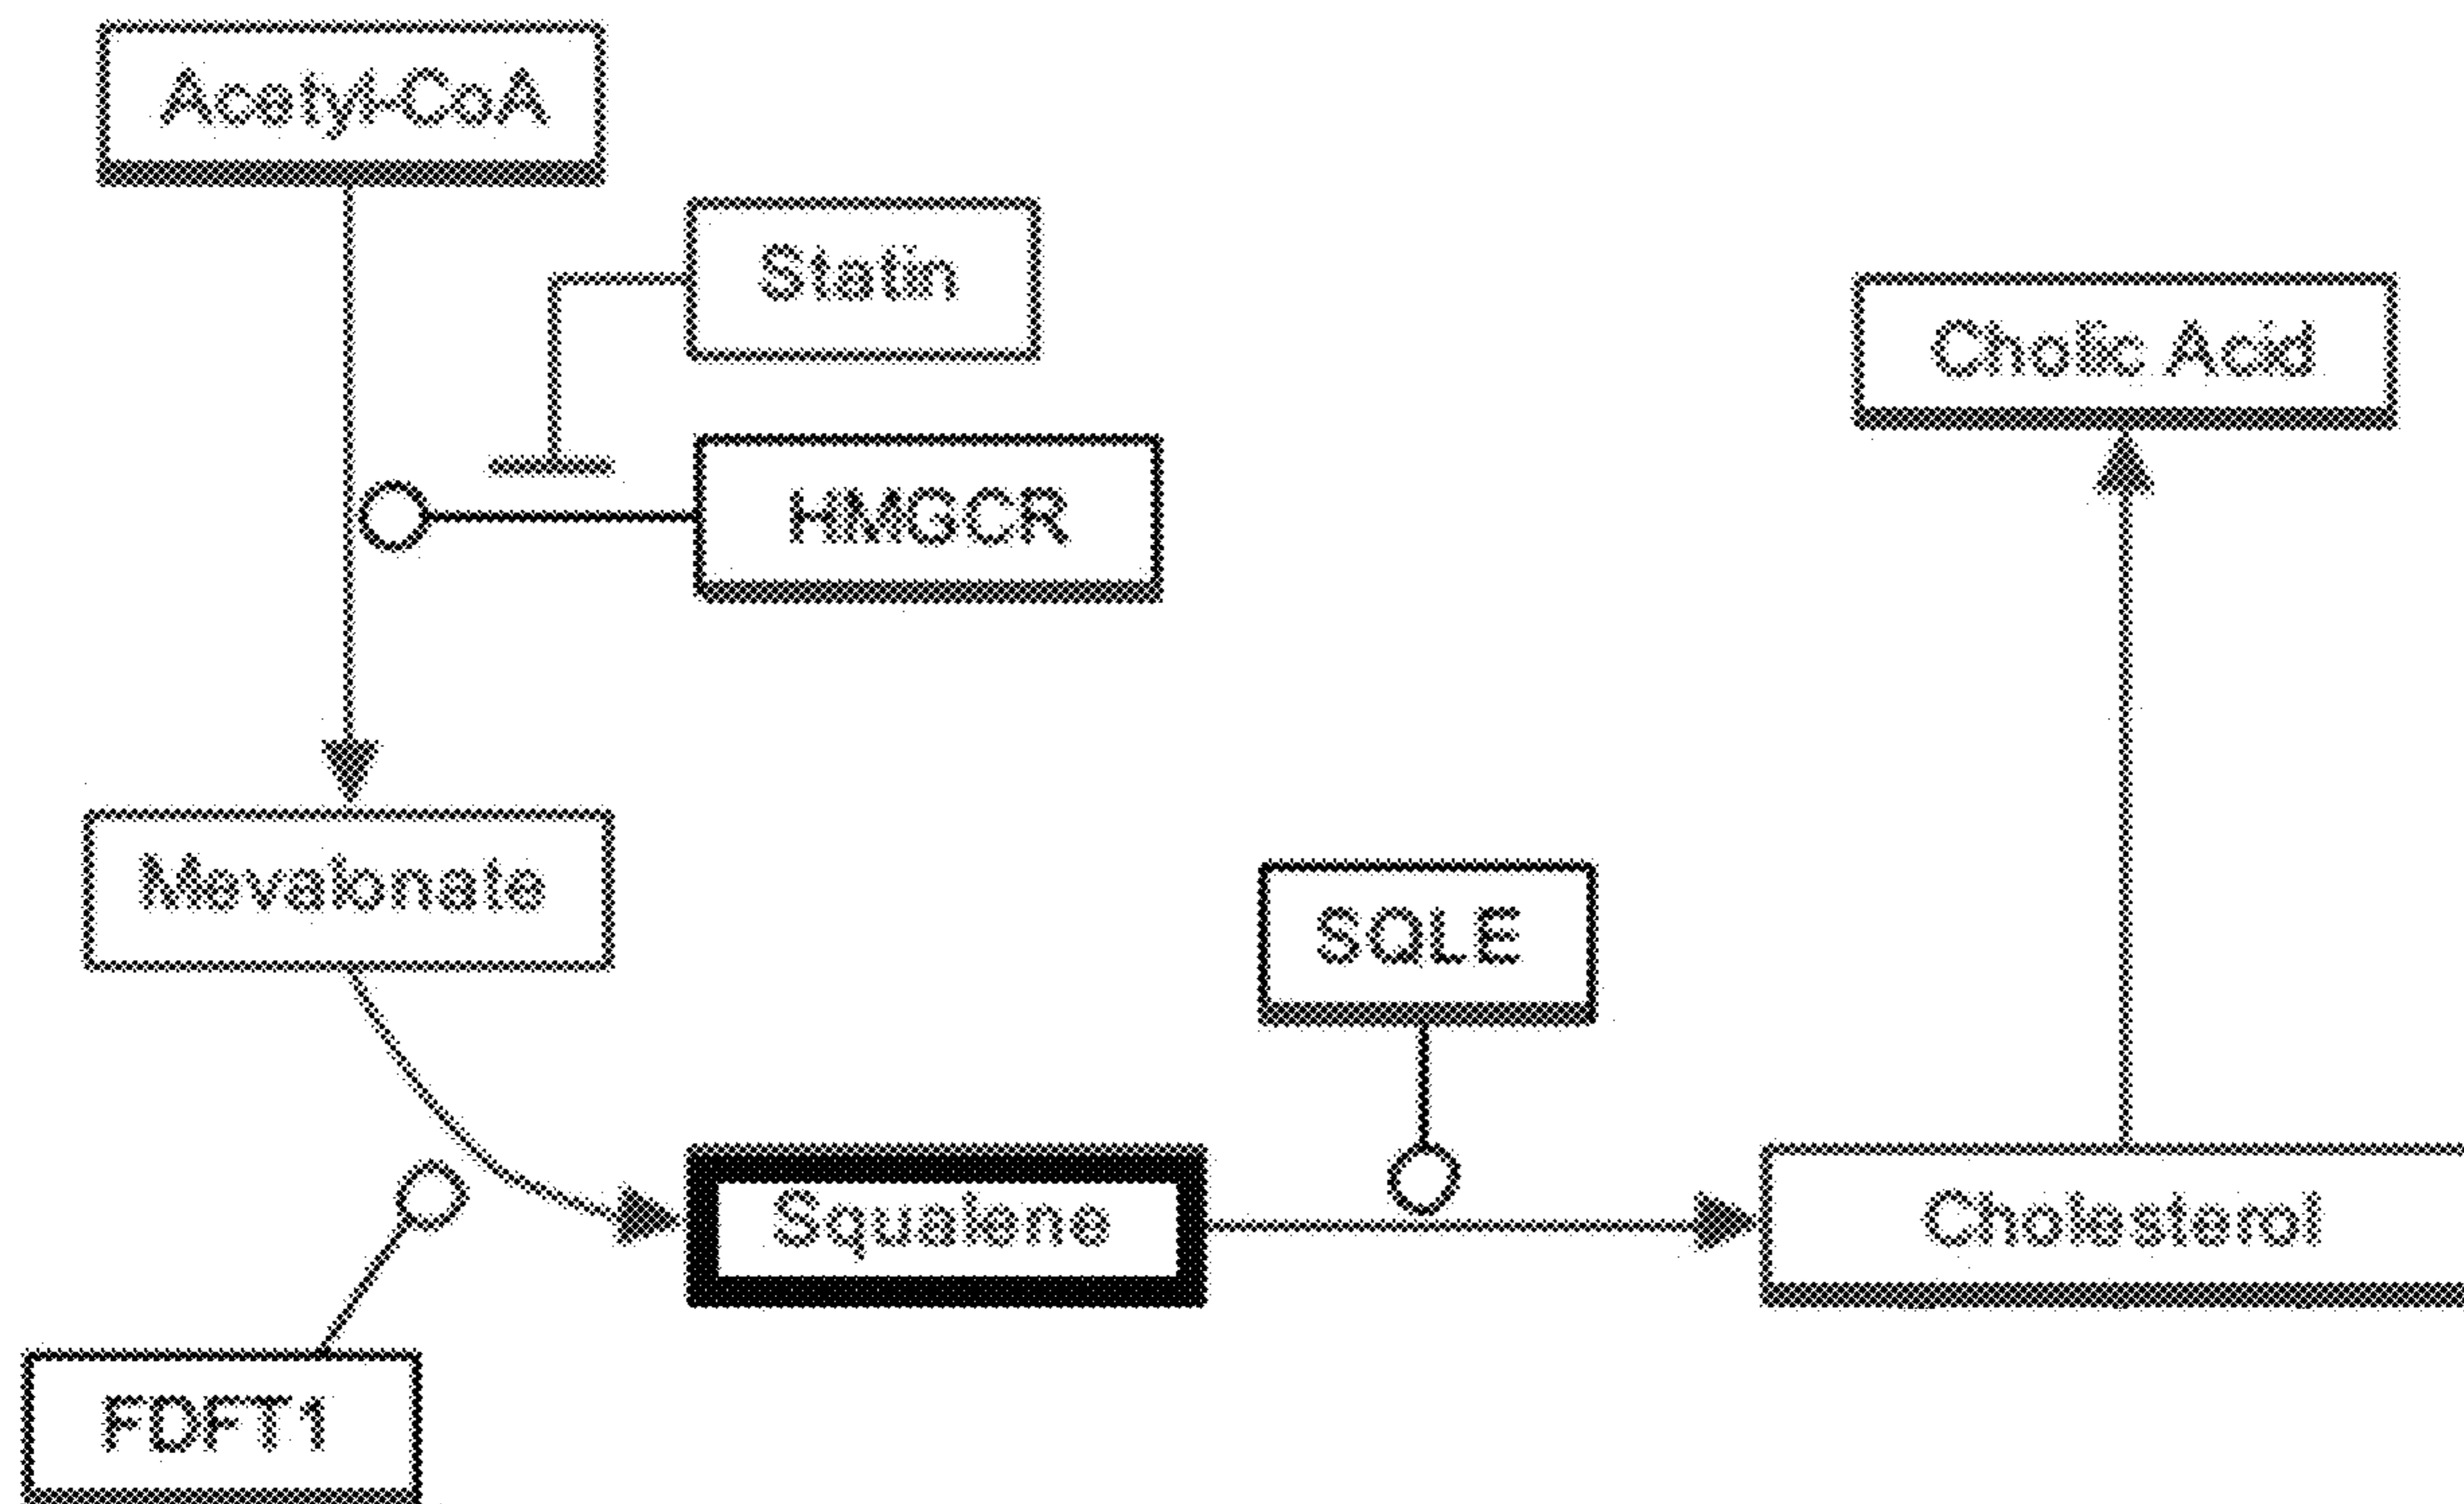 Acetyl-CoA
Statin
Cholic Acid
HMGCR
Mevalonate
SQLE
Squalene
Cholesterol
FDFT1